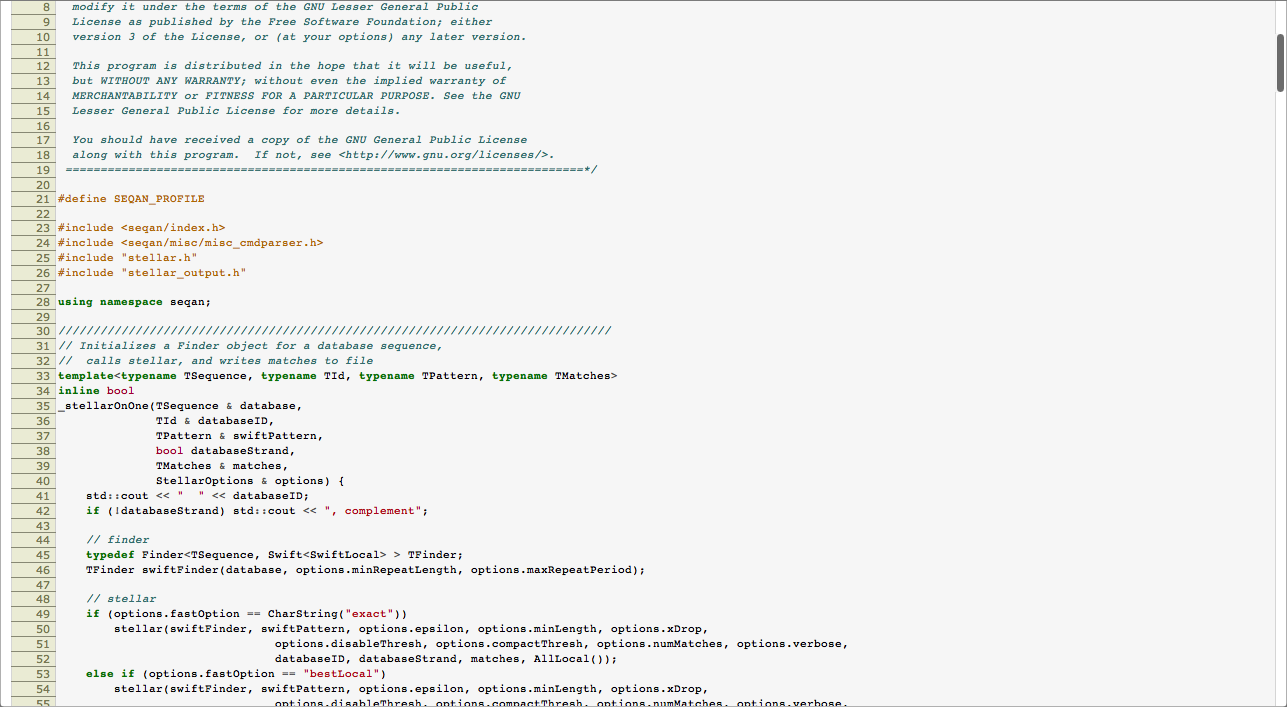 8 modify it under the terms of the GNU Lesser General Public
9 License as published by the Free Software Foundation; either
10 version 3 of the License, or (at your options) any later version.
11
12 This program is distributed in the hope that it will be useful,
13 but WITHOUT ANY WARRANTY; without even the implied warranty of
14 MERCHANTABILITY or FITNESS FOR A PARTICULAR PURPOSE. See the GNU
15 Lesser General Public License for more details.
16
17 You should have received a copy of the GNU General Public License
18 along with this program.  If not, see <http://www.gnu.org/licenses/>.
19 ==========================================================================*/
20
21 #define SEQAN_PROFILE
22
23 #include <seqan/index.h>
24 #include <seqan/misc/misc_cmdparser.h>
25 #include "stellar.h"
26 #include "stellar_output.h"
27
28 using namespace seqan;
29
30 ///////////////////////////////////////////////////////////////////////////////
31 // Initializes a Finder object for a database sequence,
32 //  calls stellar, and writes matches to file
33 template<typename TSequence, typename TId, typename TPattern, typename TMatches>
34 inline bool
35 _stellarOnOne(TSequence & database,
36               TId & databaseID,
37               TPattern & swiftPattern,
38               bool databaseStrand,
39               TMatches & matches,
40               StellarOptions & options) {
41     std::cout << "  " << databaseID;
42     if (!databaseStrand) std::cout << ", complement";
43
44     // finder
45     typedef Finder<TSequence, Swift<SwiftLocal> > TFinder;
46     TFinder swiftFinder(database, options.minRepeatLength, options.maxRepeatPeriod);
47
48     // stellar
49     if (options.fastOption == CharString("exact"))
50         stellar(swiftFinder, swiftPattern, options.epsilon, options.minLength, options.xDrop,
51                                options.disableThresh, options.compactThresh, options.numMatches, options.verbose,
52                                databaseID, databaseStrand, matches, AllLocal());
53     else if (options.fastOption == "bestLocal")
54         stellar(swiftFinder, swiftPattern, options.epsilon, options.minLength, options.xDrop,
55                                options.disableThresh, options.compactThresh, options.numMatches, options.verbose,